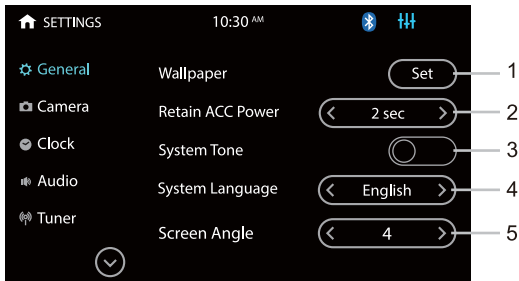 SETTINGS 10:30 AM
General
Camera
Clock
Audio
Tuner
Wallpaper Set 1
Retain ACC Power 2 sec 2
System Tone 3
System Language English 4
Screen Angle 4 5